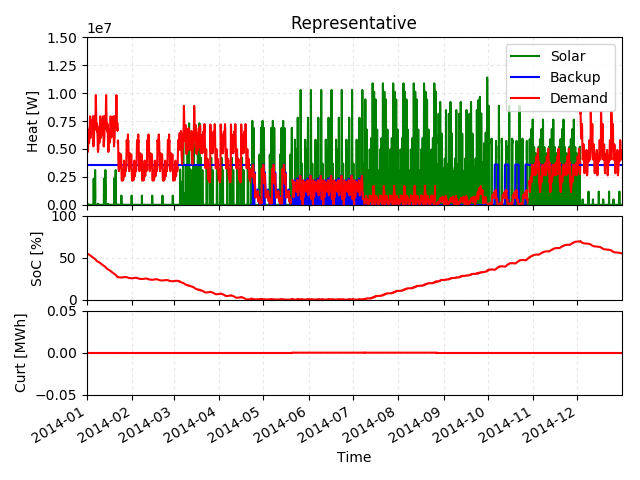 Representative
1e7
1.50
1.25
1.00
0.75
0.50
0.25
0.00
Heat [W]
Solar
Backup
Demand
100
50
0
SoC [%]
0.05
0.00
−0.05
Curt [MWh]
2014-01
2014-02
2014-03
2014-04
2014-05
2014-06
2014-07
2014-08
2014-09
2014-10
2014-11
2014-12
Time